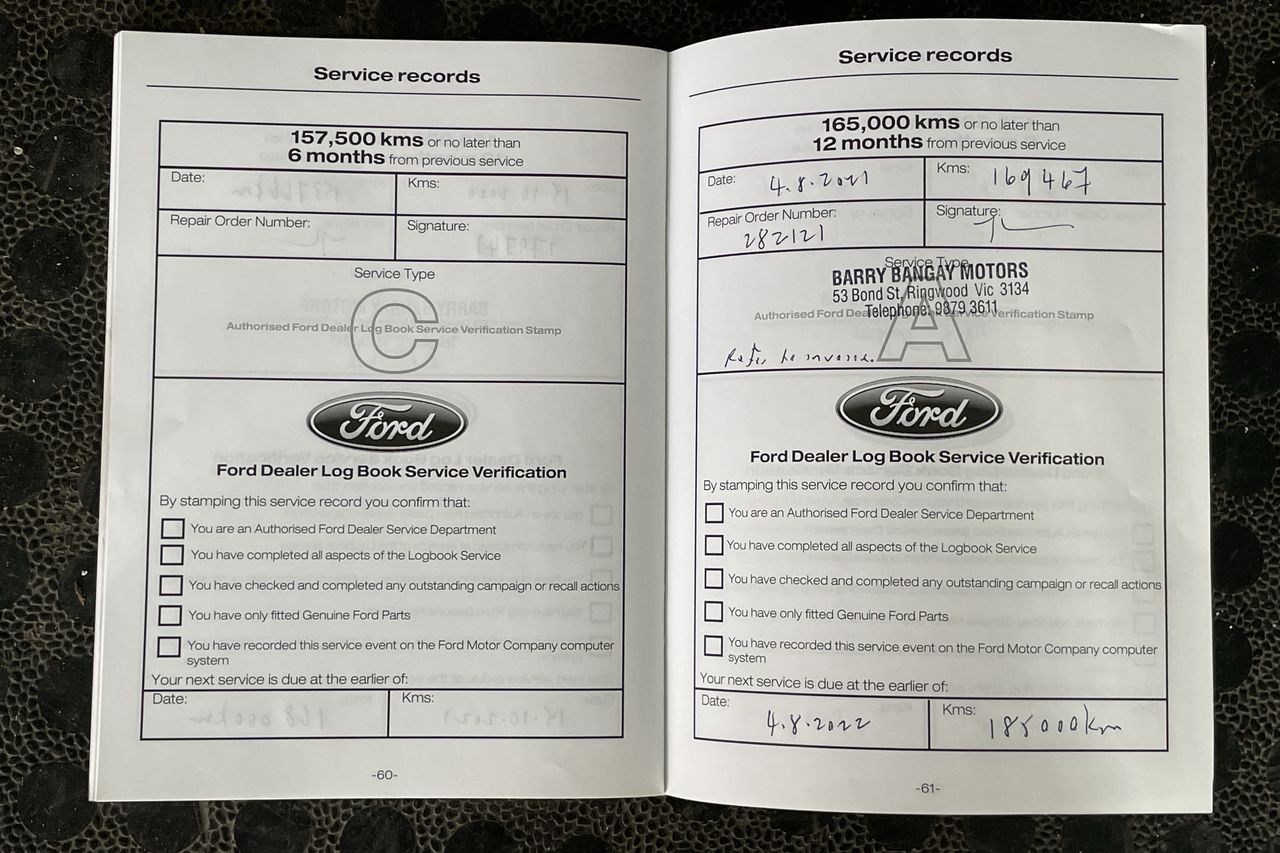 Service records
157,500 kms or no later than
6 months from previous service
Date:
Kms:
Repair Order Number:
Signature:
Service Type
C
Authorised Ford Dealer Log Book Service Verification Stamp
Ford
Ford Dealer Log Book Service Verification
By stamping this service record you confirm that:
You are an Authorised Ford Dealer Service Department
You have completed all aspects of the Logbook Service
You have checked and completed any outstanding campaign or recall actions
You have only fitted Genuine Ford Parts
You have recorded this service event on the Ford Motor Company computer
system
Your next service is due at the earlier of:
Date:
Kms:
-60-
Service records
165,000 kms or no later than
12 months from previous service
Date: 4.8.2021
Kms: 169467
Repair Order Number:
282121
Signature:
Service Type
BARRY BANGAY MOTORS
53 Bond St, Ringwood Vic 3134
Telephone: 9879 3611
A
Authorised Ford Dea Service Verification Stamp
Refer to invoice.
Ford
Ford Dealer Log Book Service Verification
By stamping this service record you confirm that:
You are an Authorised Ford Dealer Service Department
You have completed all aspects of the Logbook Service
You have checked and completed any outstanding campaign or recall actions
You have only fitted Genuine Ford Parts
You have recorded this service event on the Ford Motor Company computer
system
Your next service is due at the earlier of:
Date:
4.8.2022
Kms:
185000km
-61-